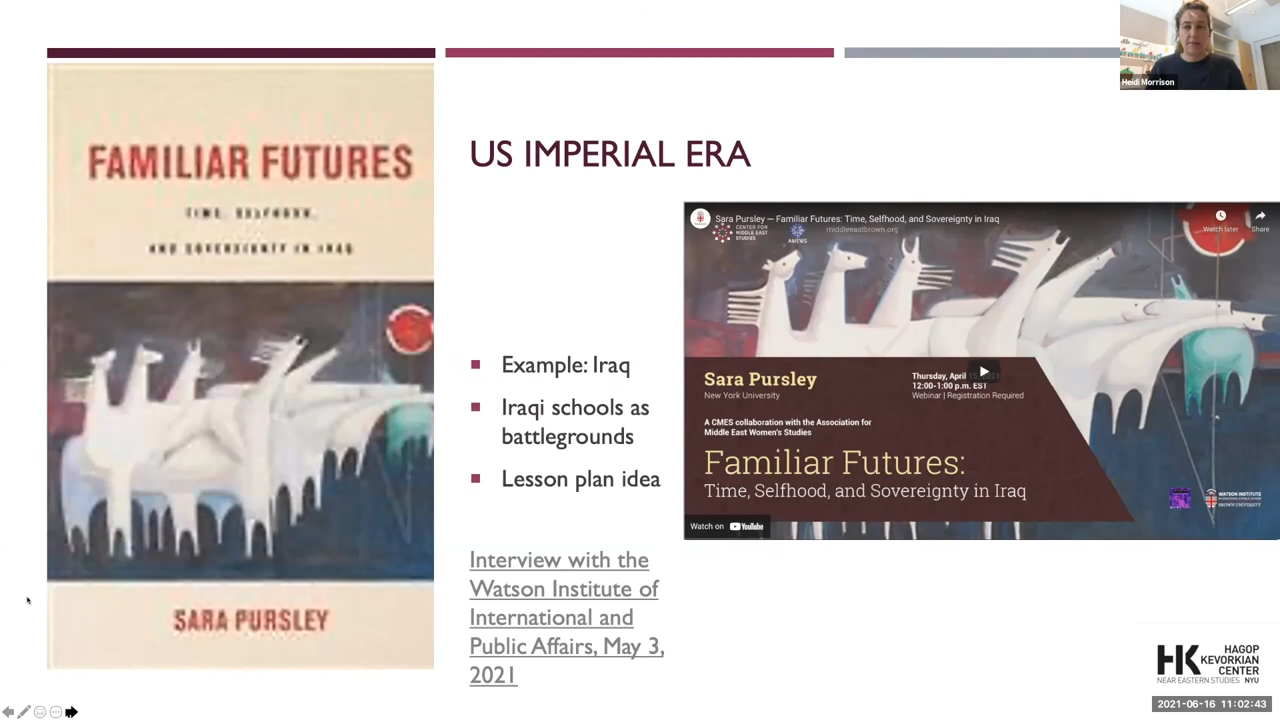 Heidi Morrison
FAMILIAR FUTURES
TIME, SELFHOOD,
AND SOVEREIGNTY IN IRAQ
SARA PURSLEY
US IMPERIAL ERA
Example: Iraq
Iraqi schools as
battlegrounds
Lesson plan idea
Interview with the
Watson Institute of
International and
Public Affairs, May 3,
2021
Sara Pursley — Familiar Futures: Time, Selfhood, and Sovereignty in Iraq
CENTER FOR
MIDDLE EAST
STUDIES
AMEWS
middleeastbrown.org
Watch later
Share
Sara Pursley
New York University
Thursday, April 15, 2021
12:00-1:00 p.m. EST
Webinar | Registration Required
A CMES collaboration with the Association for
Middle East Women's Studies
Familiar Futures:
Time, Selfhood, and Sovereignty in Iraq
WATSON INSTITUTE
BROWN UNIVERSITY
Watch on YouTube
HK HAGOP
KEVORKIAN
CENTER
NEAR EASTERN STUDIES NYU
2021-06-16 11:02:43